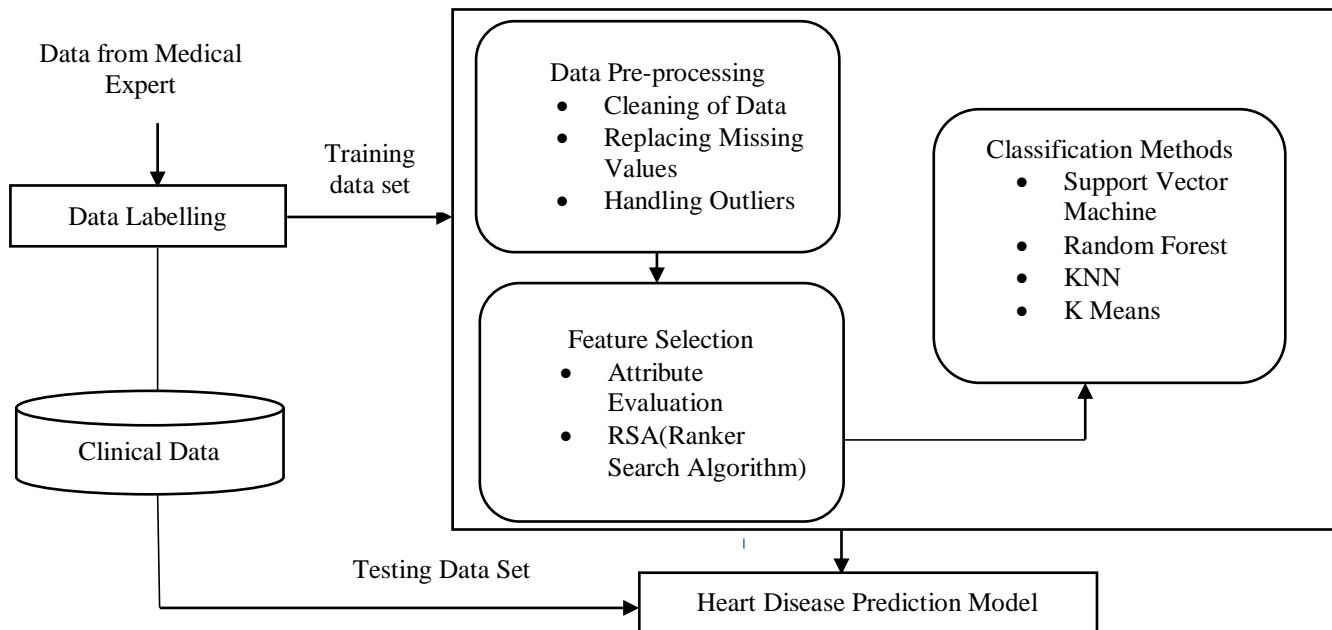 Data from Medical
Expert
Data Labelling
Clinical Data
Training
data set
Data Pre-processing
• Cleaning of Data
• Replacing Missing
Values
• Handling Outliers
Feature Selection
• Attribute
Evaluation
• RSA(Ranker
Search Algorithm)
Classification Methods
• Support Vector
Machine
• Random Forest
• KNN
• K Means
Testing Data Set
Heart Disease Prediction Model